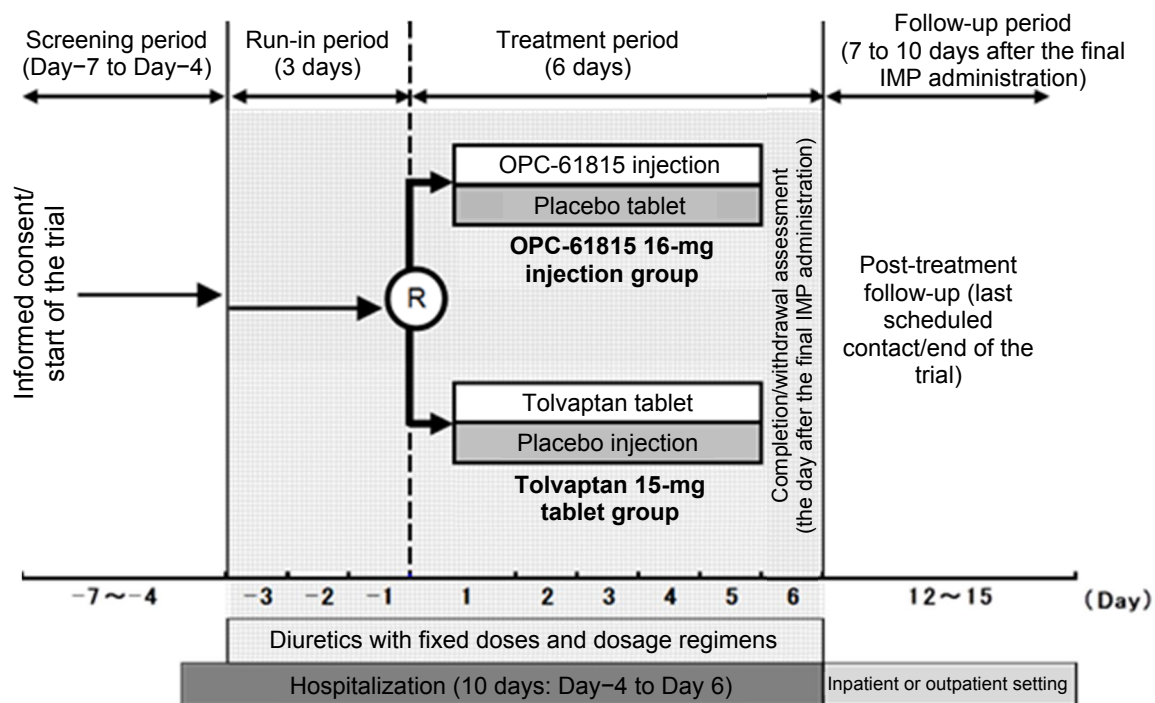 Screening period
(Day−7 to Day−4)
Run-in period
(3 days)
Treatment period
(6 days)
Follow-up period
(7 to 10 days after the final
IMP administration)
Informed consent/
start of the trial
R
OPC-61815 injection
Placebo tablet
OPC-61815 16-mg
injection group
Tolvaptan tablet
Placebo injection
Tolvaptan 15-mg
tablet group
Completion/withdrawal assessment
(the day after the final IMP administration)
Post-treatment
follow-up (last
scheduled
contact/end of the
trial)
−7～−4 −3 −2 −1 1 2 3 4 5 6 12～15 (Day)
Diuretics with fixed doses and dosage regimens
Hospitalization (10 days: Day−4 to Day 6)
Inpatient or outpatient setting